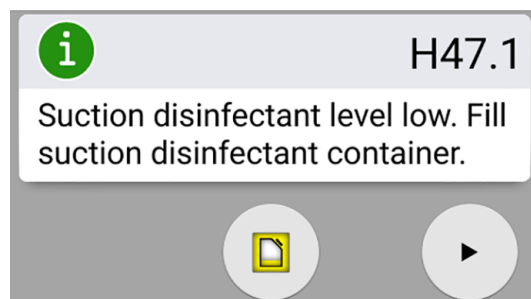 H47.1
Suction disinfectant level low. Fill
suction disinfectant container.